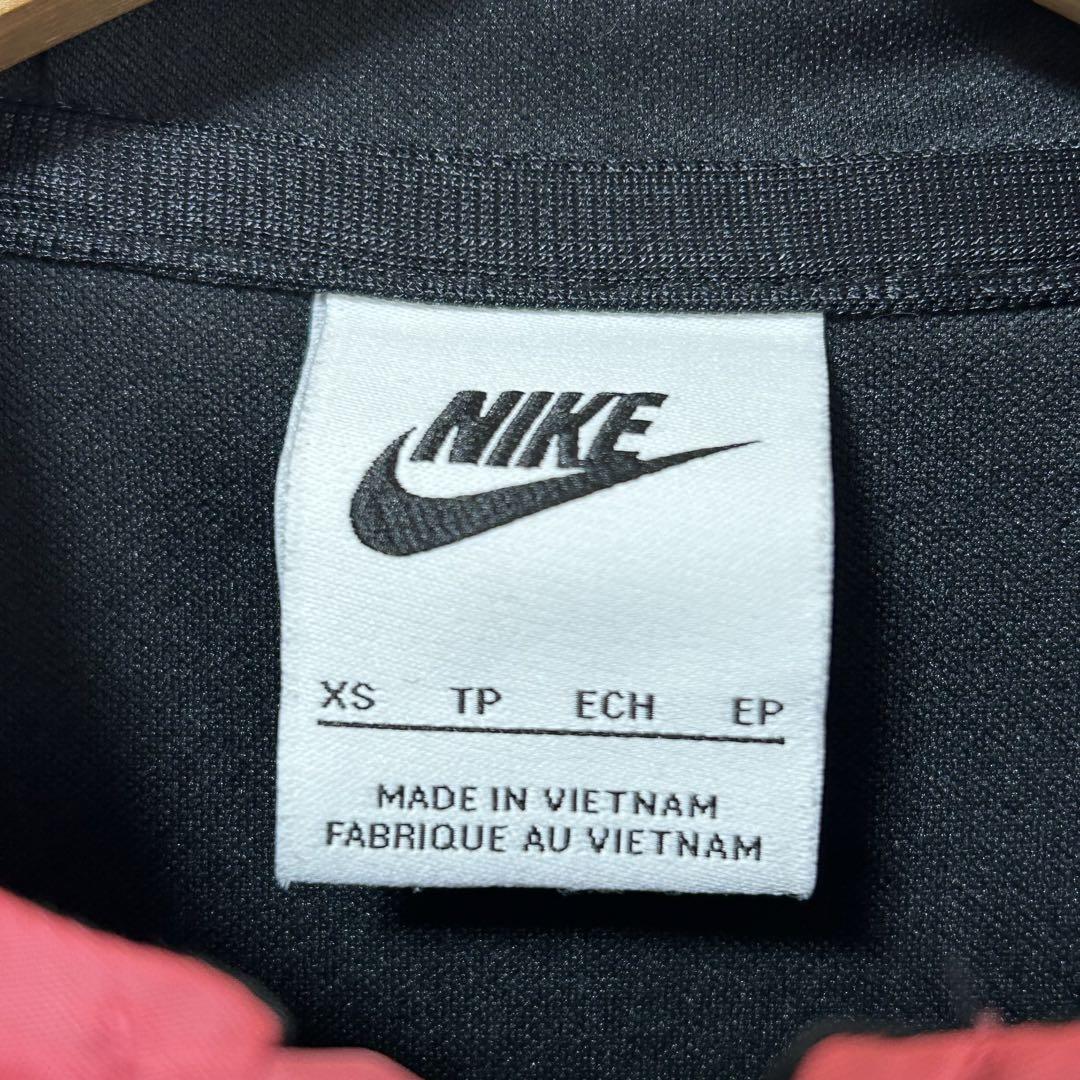 NIKE
XS TP ECH EP
MADE IN VIETNAM
FABRIQUE AU VIETNAM